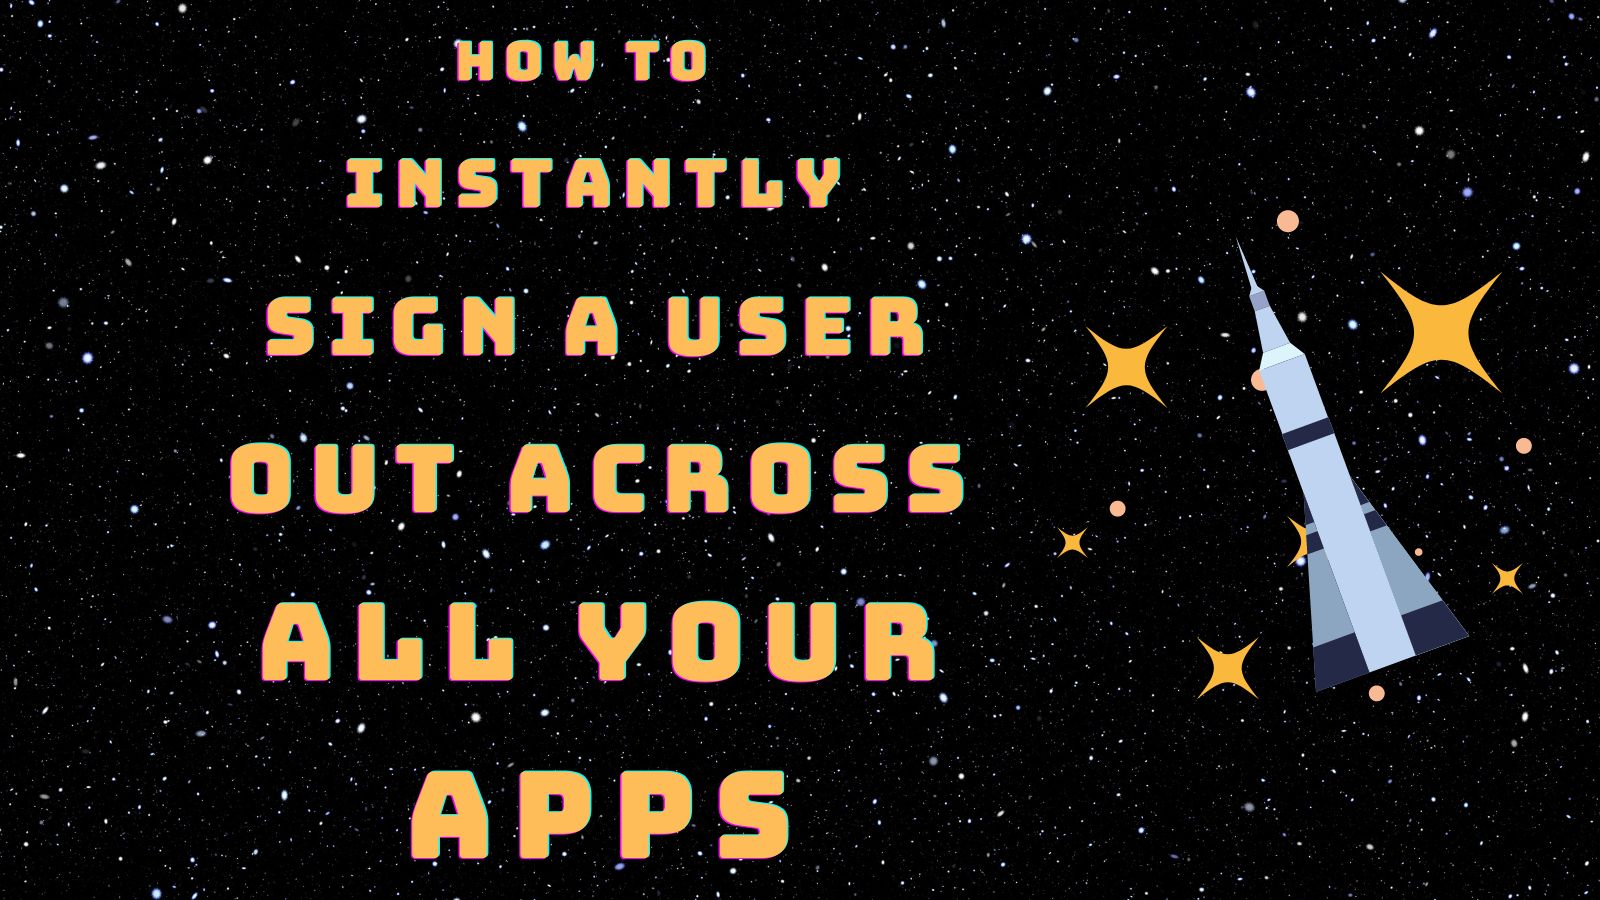 HOW TO
INSTANTLY
SIGN A USER
OUT ACROSS
ALL YOUR
APPS